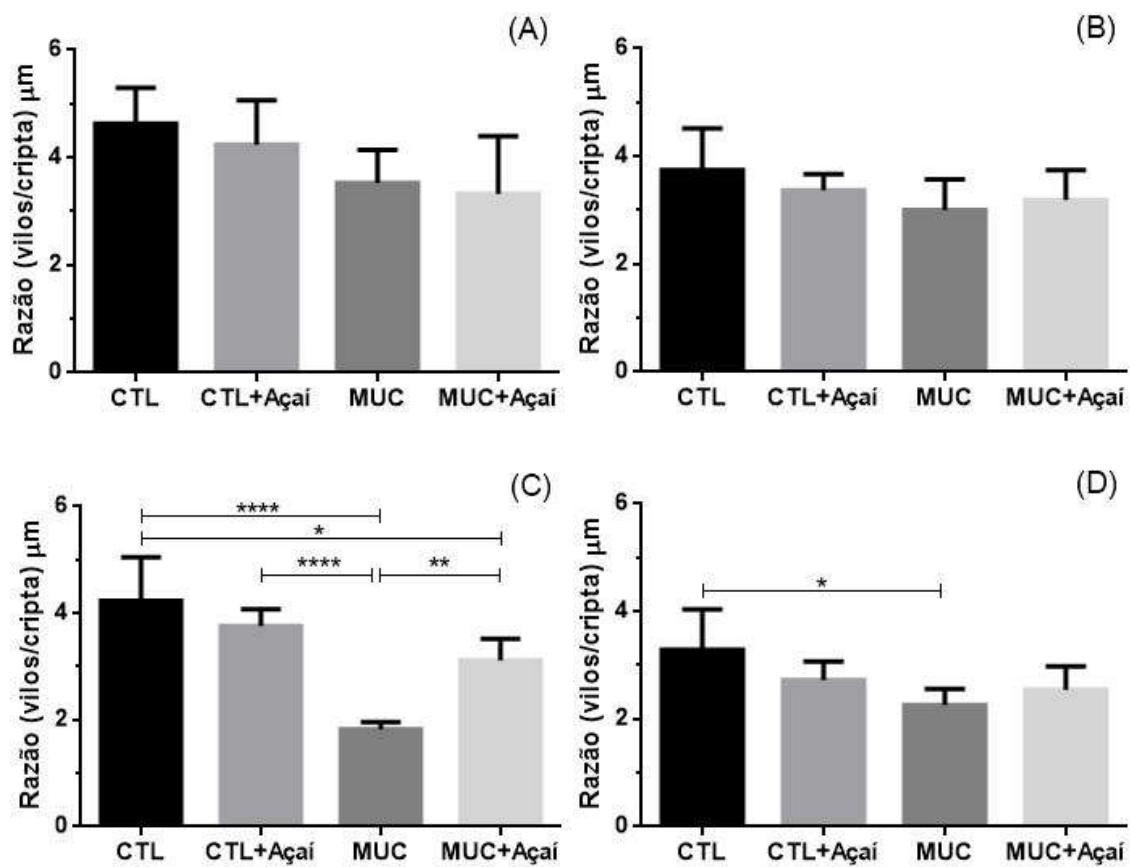 (A)
Razão (vilos/cripta) μm
6
4
2
0
CTL CTL+Açaí MUC MUC+Açaí
(B)
Razão (vilos/cripta) μm
6
4
2
0
CTL CTL+Açaí MUC MUC+Açaí
(C)
Razão (vilos/cripta) μm
6
4
2
0
****
*
**** **
CTL CTL+Açaí MUC MUC+Açaí
(D)
Razão (vilos/cripta) μm
6
4
2
0
*
CTL CTL+Açaí MUC MUC+Açaí